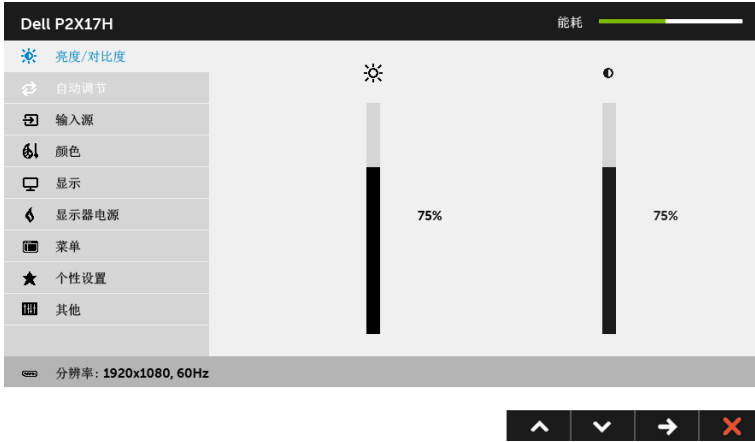 Dell P2X17H
能耗
亮度/对比度
自动调节
输入源
颜色
显示
显示器电源
菜单
个性设置
其他
75%
75%
分辨率: 1920x1080, 60Hz